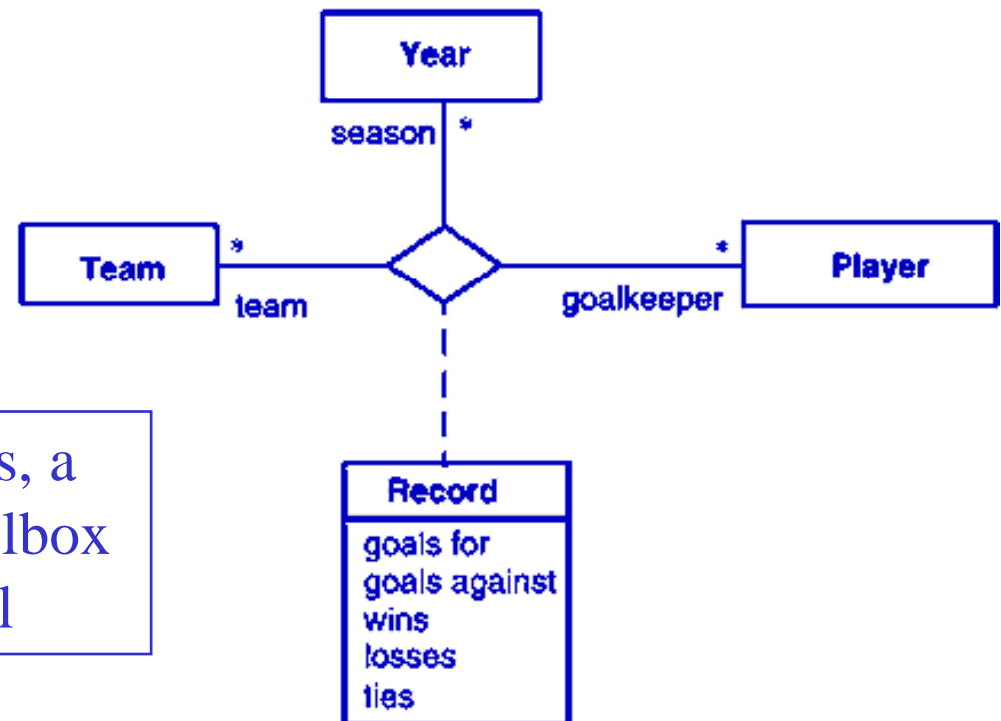 Year
season *
* *
Team Player
team goalkeeper
s, a
lbox
l
Record
goals for
goals against
wins
losses
ties